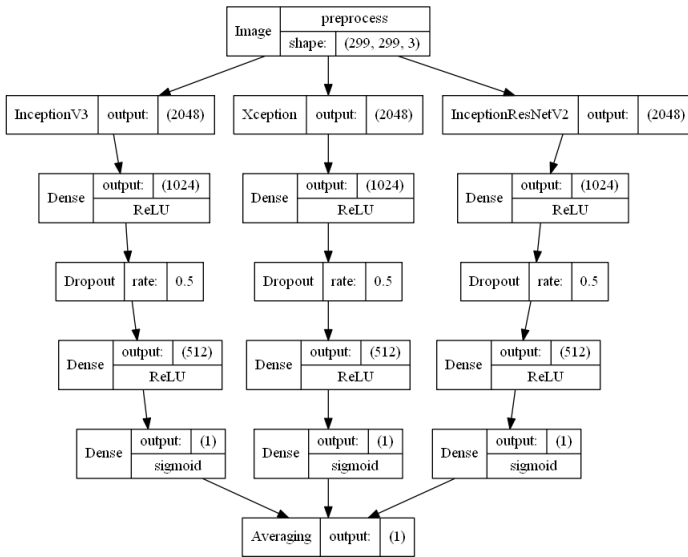 Image preprocess
shape: (299, 299, 3)
InceptionV3 output: (2048)
Xception output: (2048)
InceptionResNetV2 output: (2048)
Dense output: (1024)
ReLU
Dense output: (1024)
ReLU
Dense output: (1024)
ReLU
Dropout rate: 0.5
Dropout rate: 0.5
Dropout rate: 0.5
Dense output: (512)
ReLU
Dense output: (512)
ReLU
Dense output: (512)
ReLU
Dense output: (1)
sigmoid
Dense output: (1)
sigmoid
Dense output: (1)
sigmoid
Averaging output: (1)